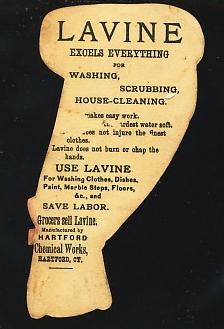 LAVINE
EXCELS EVERYTHING
FOR
WASHING,
SCRUBBING,
HOUSE-CLEANING.
makes easy work.
hardest water soft.
does not injure the finest
clothes.
Lavine does not burn or chap the
hands.
USE LAVINE
For Washing Clothes, Dishes,
Paint, Marble Steps, Floors,
&c., and
SAVE LABOR.
Grocers sell Lavine.
Manufactured by
HARTFORD
Chemical Works,
HARTFORD, CT.